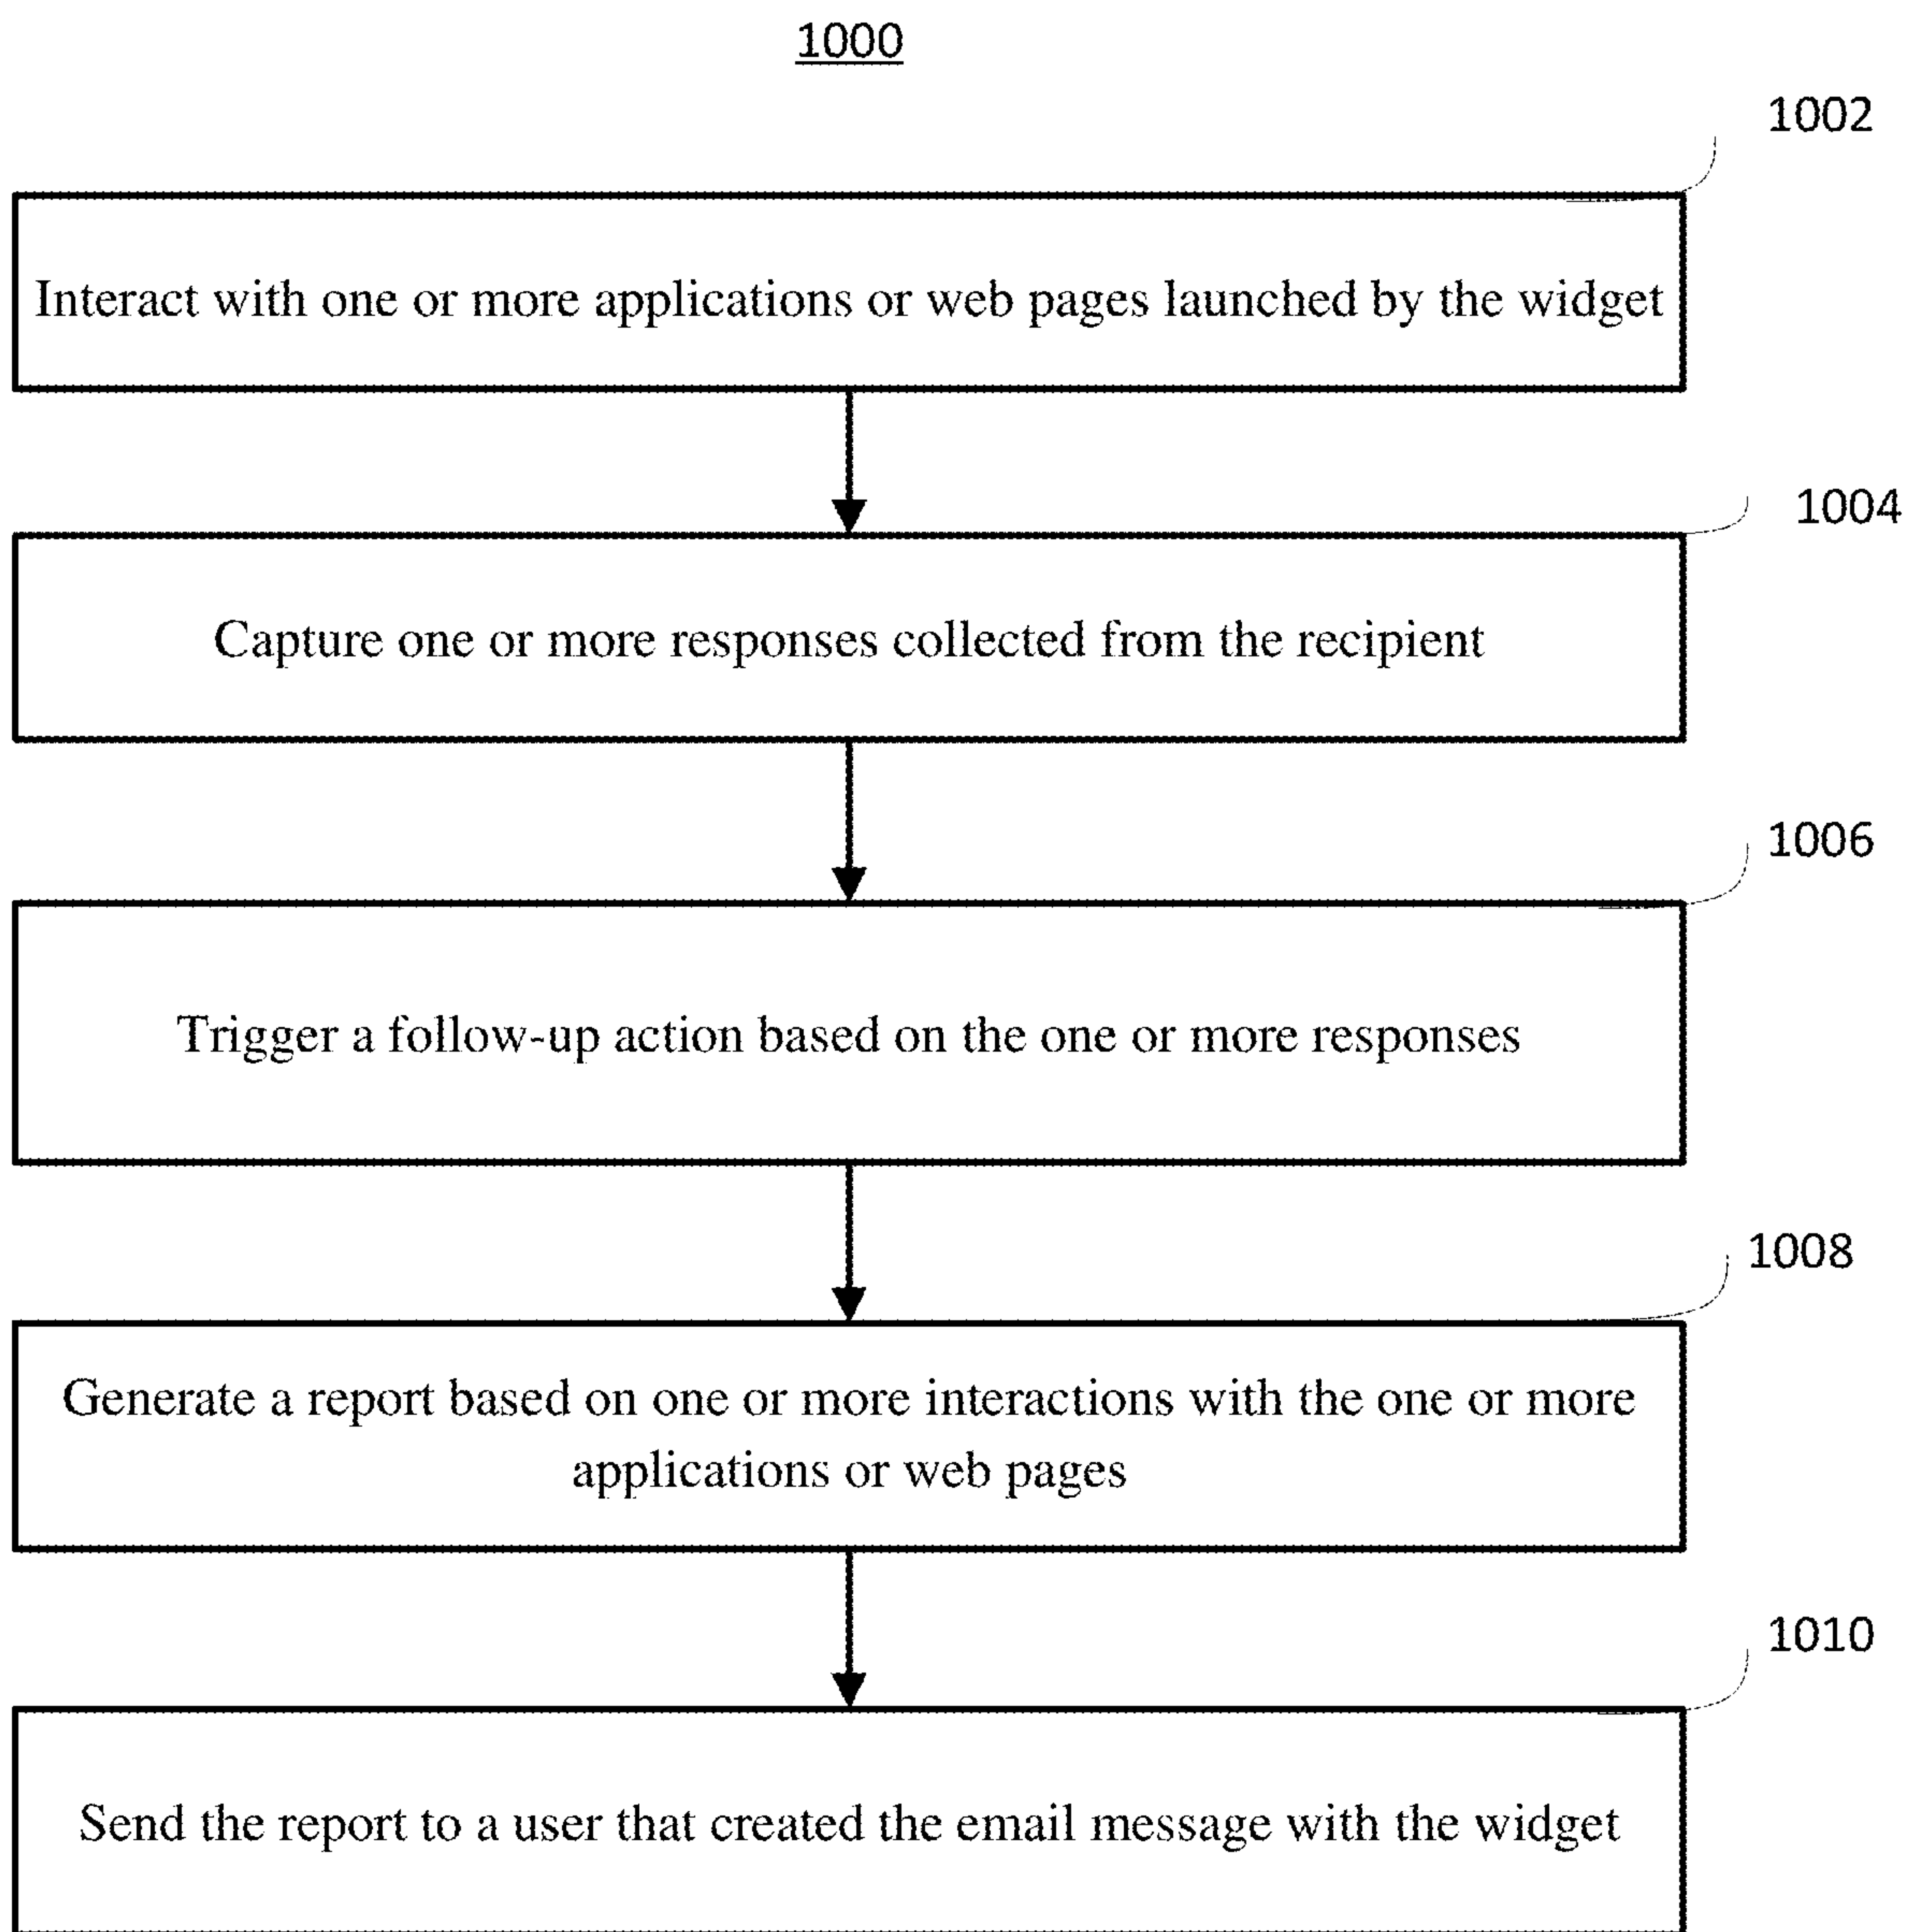 1000
1002
Interact with one or more applications or web pages launched by the widget
1004
Capture one or more responses collected from the recipient
1006
Trigger a follow-up action based on the one or more responses
1008
Generate a report based on one or more interactions with the one or more
applications or web pages
1010
Send the report to a user that created the email message with the widget